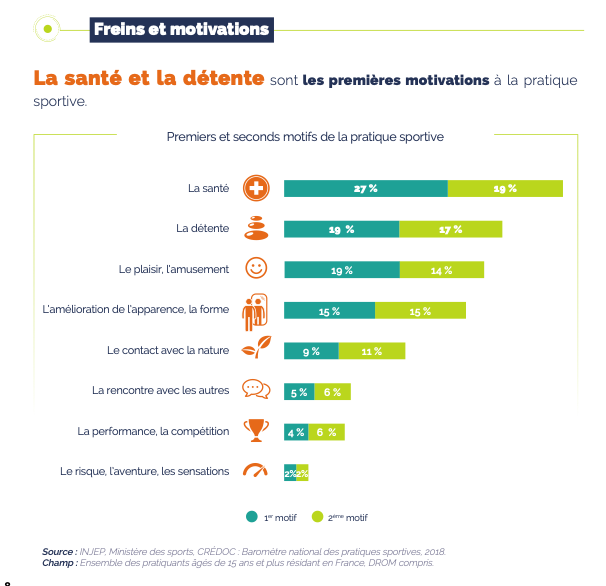 Freins et motivations
La santé et la détente sont les premières motivations à la pratique
sportive.
Premiers et seconds motifs de la pratique sportive
La santé 27 % 19 %
La détente 19 % 17 %
Le plaisir, l'amusement 19 % 14 %
L'amélioration de l'apparence, la forme 15 % 15 %
Le contact avec la nature 9 % 11 %
La rencontre avec les autres 5 % 6 %
La performance, la compétition 4 % 6 %
Le risque, l'aventure, les sensations 2% 2%
1er motif 2ème motif
Source : INJEP, Ministère des sports, CRÉDOC : Baromètre national des pratiques sportives, 2018.
Champ : Ensemble des pratiquants âgés de 15 ans et plus résidant en France, DROM compris.